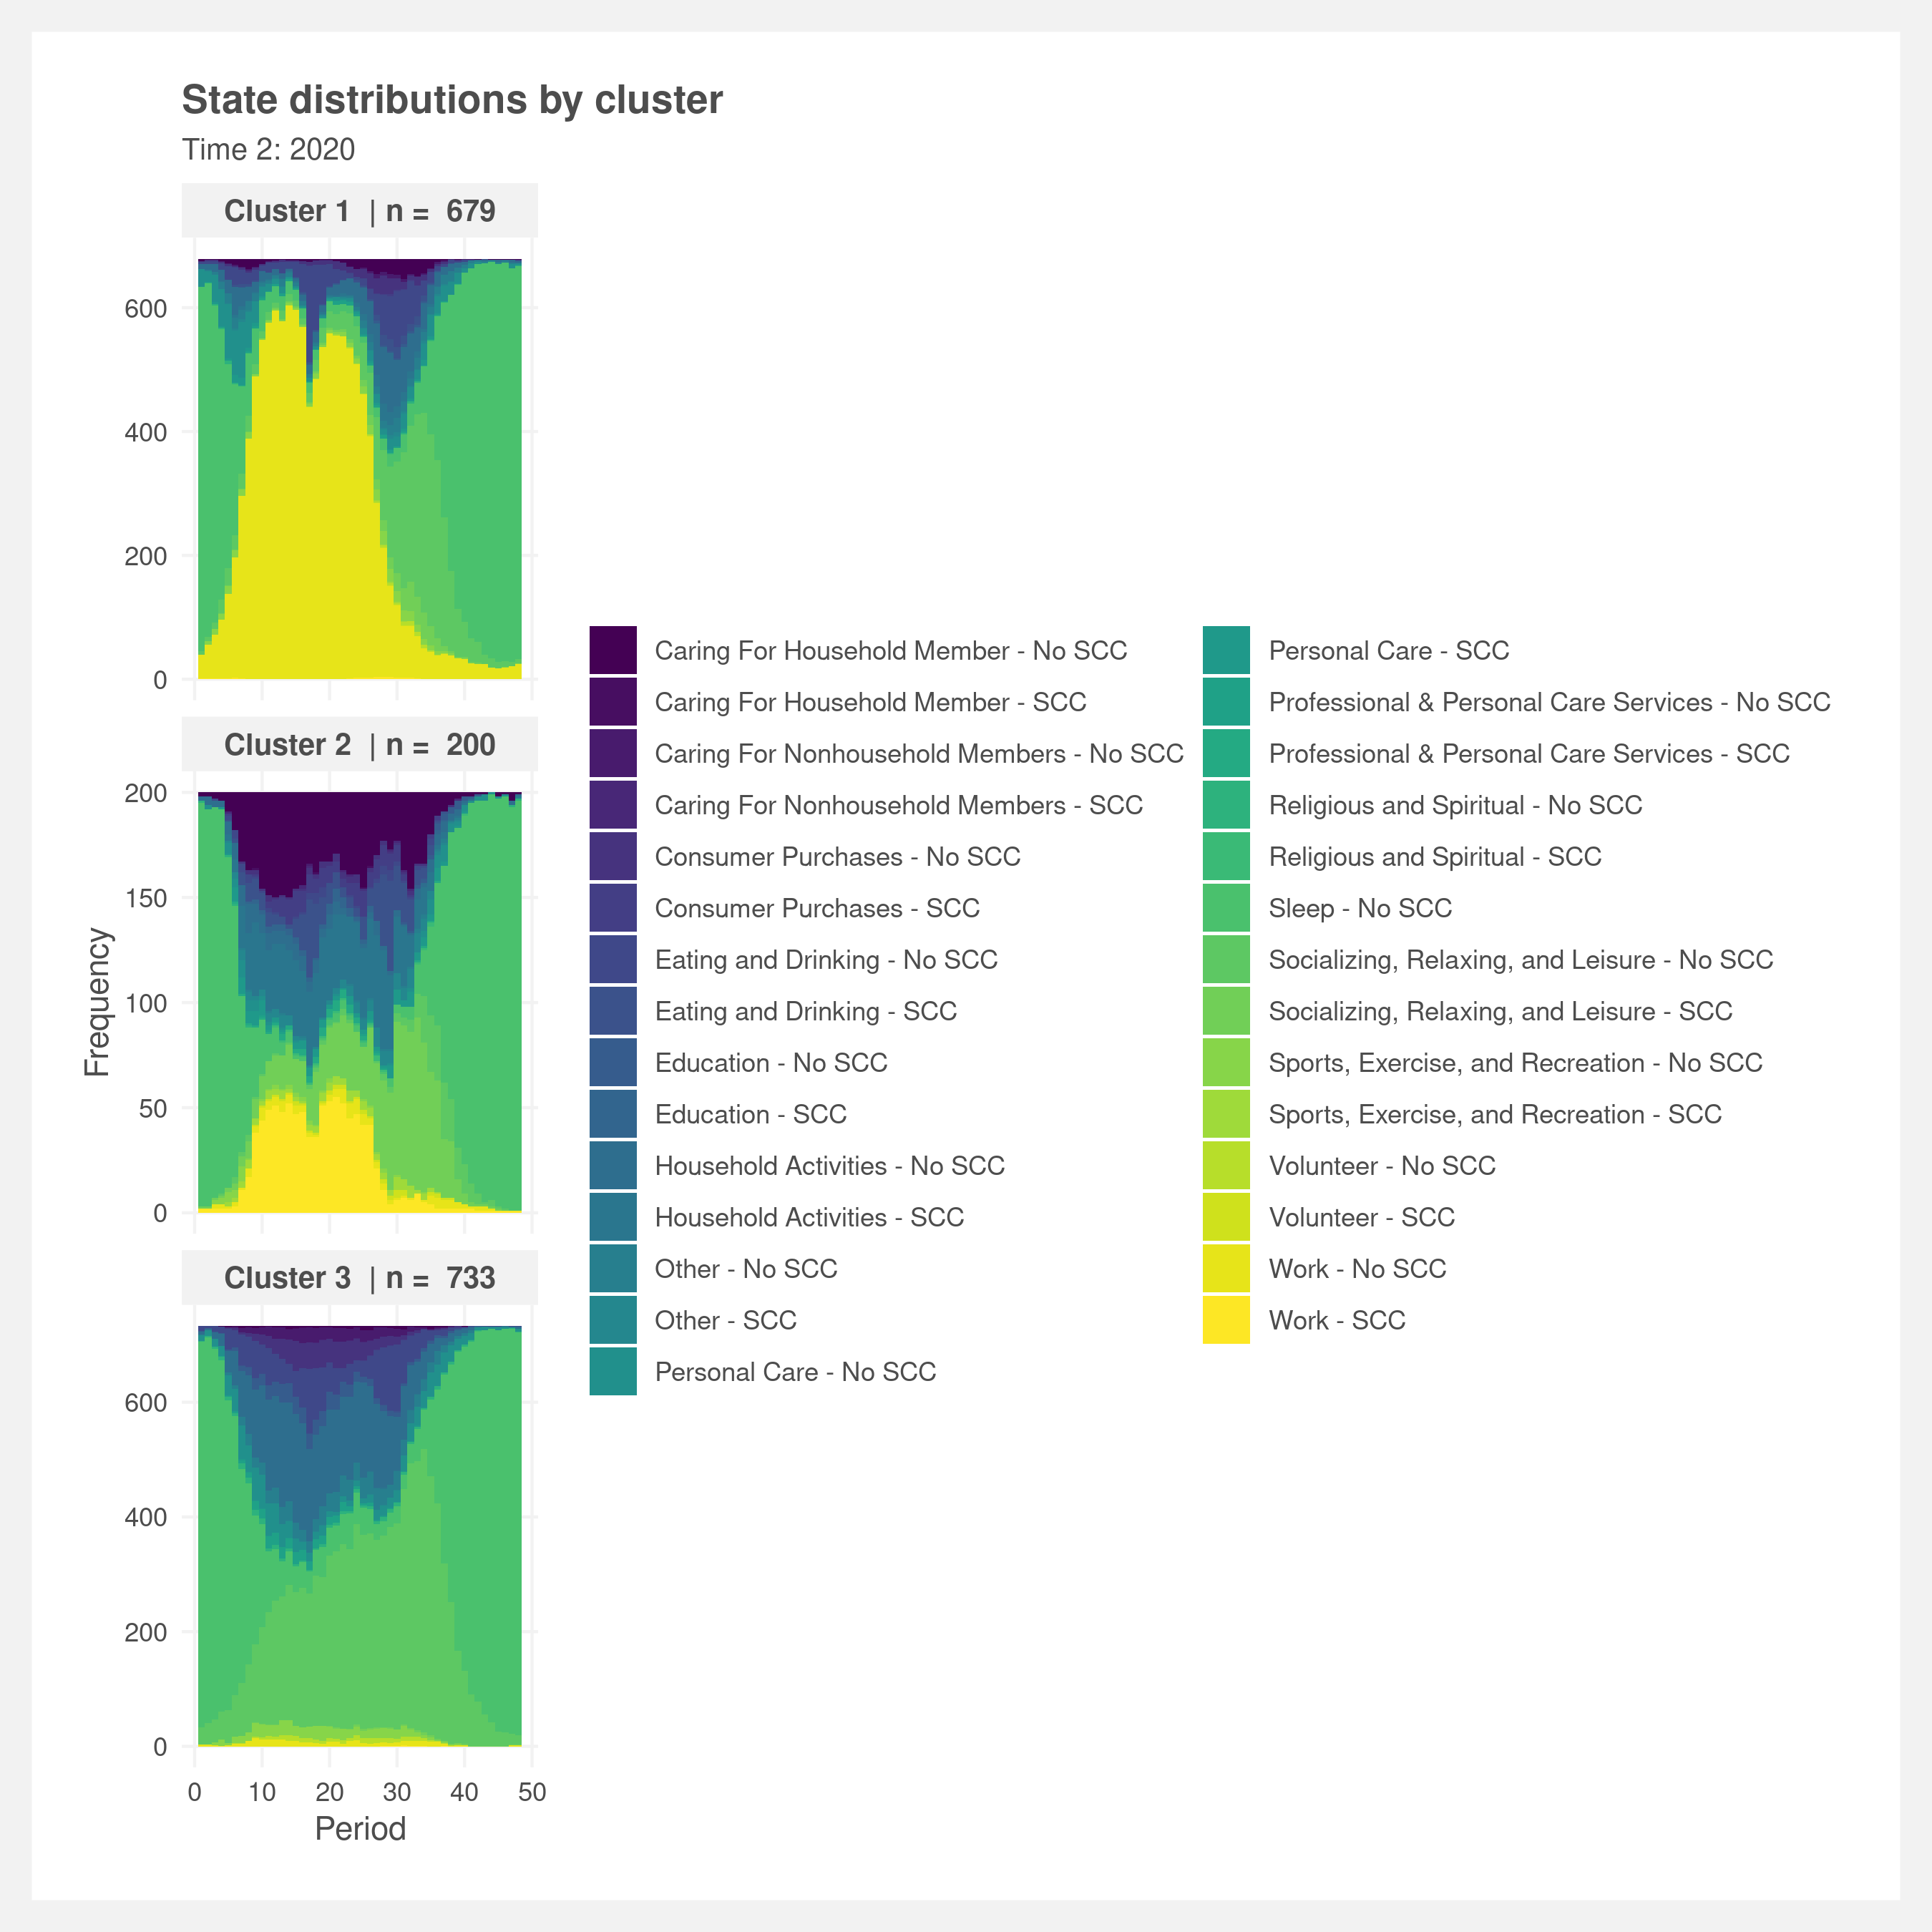 State distributions by cluster
Time 2: 2020
Cluster 1 | n = 679
600
400
200
0
Cluster 2 | n = 200
200
150
100
50
0
Cluster 3 | n = 733
600
400
200
0
0 10 20 30 40 50
Period
Frequency
Caring For Household Member - No SCC
Caring For Household Member - SCC
Caring For Nonhousehold Members - No SCC
Caring For Nonhousehold Members - SCC
Consumer Purchases - No SCC
Consumer Purchases - SCC
Eating and Drinking - No SCC
Eating and Drinking - SCC
Education - No SCC
Education - SCC
Household Activities - No SCC
Household Activities - SCC
Other - No SCC
Other - SCC
Personal Care - No SCC
Personal Care - SCC
Professional & Personal Care Services - No SCC
Professional & Personal Care Services - SCC
Religious and Spiritual - No SCC
Religious and Spiritual - SCC
Sleep - No SCC
Socializing, Relaxing, and Leisure - No SCC
Socializing, Relaxing, and Leisure - SCC
Sports, Exercise, and Recreation - No SCC
Sports, Exercise, and Recreation - SCC
Volunteer - No SCC
Volunteer - SCC
Work - No SCC
Work - SCC